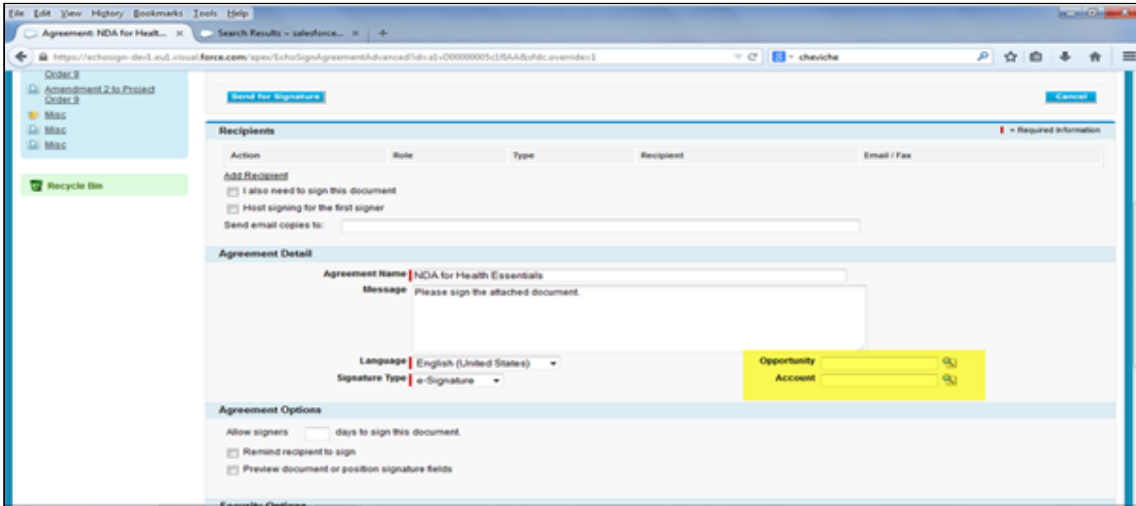 File Edit View History Bookmarks Tools Help
Agreement: NDA for Healt... × Search Results ~ salesforce... × +
cheviche
Order 9
Amendment 2 to Project
Order 9
Misc
Misc
Misc
Recycle Bin
Send for Signature Cancel
Recipients = Required Information
Action Role Type Recipient Email / Fax
Add Recipient
I also need to sign this document
Host signing for the first signer
Send email copies to:
Agreement Detail
Agreement Name NDA for Health Essentials
Message Please sign the attached document.
Language English (United States) Opportunity
Signature Type e-Signature Account
Agreement Options
Allow signers days to sign this document.
Remind recipient to sign
Preview document or position signature fields
Security Options